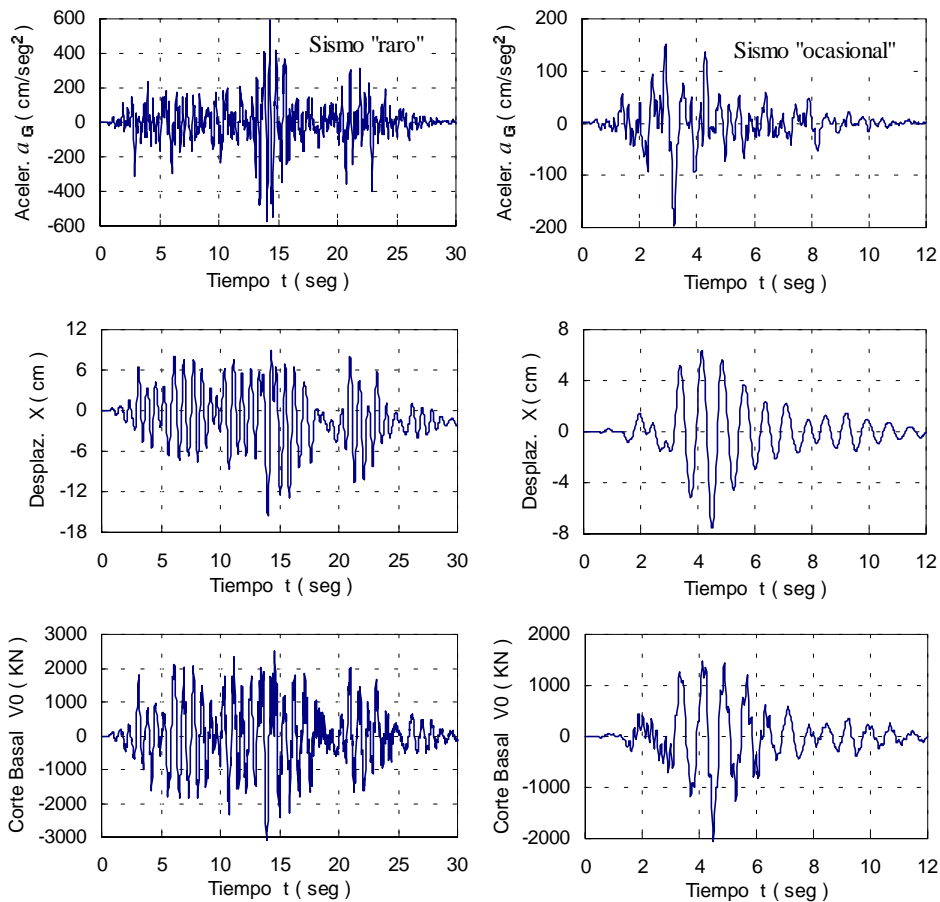 Sismo "raro"
Aceler. a G ( cm/seg2 )
600
400
200
0
-200
-400
-600
0 5 10 15 20 25 30
Tiempo t ( seg )
Sismo "ocasional"
Aceler. a G ( cm/seg2 )
200
100
0
-100
-200
0 2 4 6 8 10 12
Tiempo t ( seg )
Desplaz. X ( cm )
12
6
0
-6
-12
-18
0 5 10 15 20 25 30
Tiempo t ( seg )
Desplaz. X ( cm )
8
4
0
-4
-8
0 2 4 6 8 10 12
Tiempo t ( seg )
Corte Basal V0 ( KN )
3000
2000
1000
0
-1000
-2000
-3000
0 5 10 15 20 25 30
Tiempo t ( seg )
Corte Basal V0 ( KN )
2000
1000
0
-1000
-2000
0 2 4 6 8 10 12
Tiempo t ( seg )